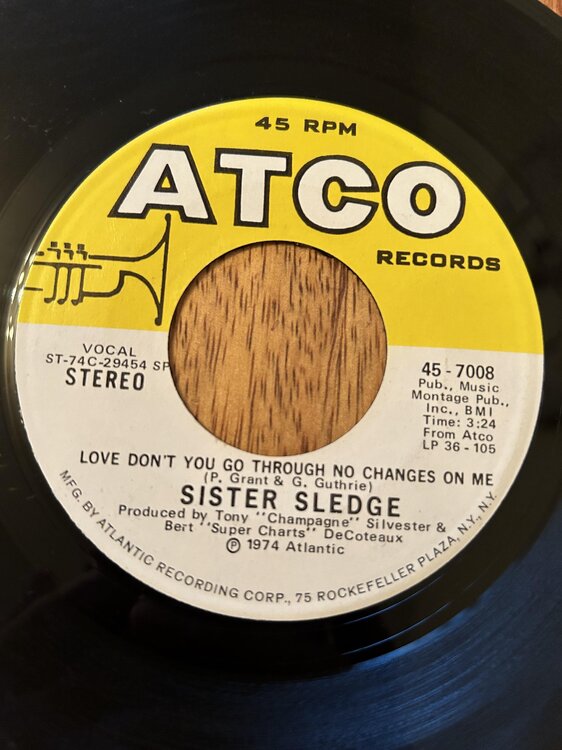 45 RPM
ATCO
RECORDS
VOCAL
ST-74C-29454 SP
STEREO
45-7008
Pub., Music
Montage Pub.,
Inc., BMI
Time: 3:24
From Atco
LP 36-105
LOVE DON'T YOU GO THROUGH NO CHANGES ON ME
(P. Grant & G. Guthrie)
SISTER SLEDGE
Produced by Tony "Champagne" Silvester &
Bert "Super Charts" DeCoteaux
Ⓟ 1974 Atlantic
MFG. BY ATLANTIC RECORDING CORP., 75 ROCKEFELLER PLAZA, N.Y., N.Y.